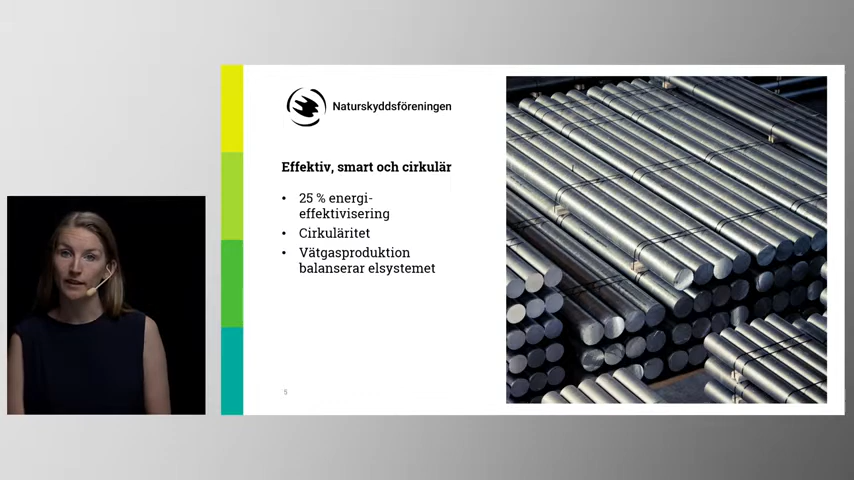 Naturskyddsföreningen
Effektiv, smart och cirkulär
• 25 % energi-
effektivisering
• Cirkuläritet
• Vätgasproduktion
balanserar elsystemet
5